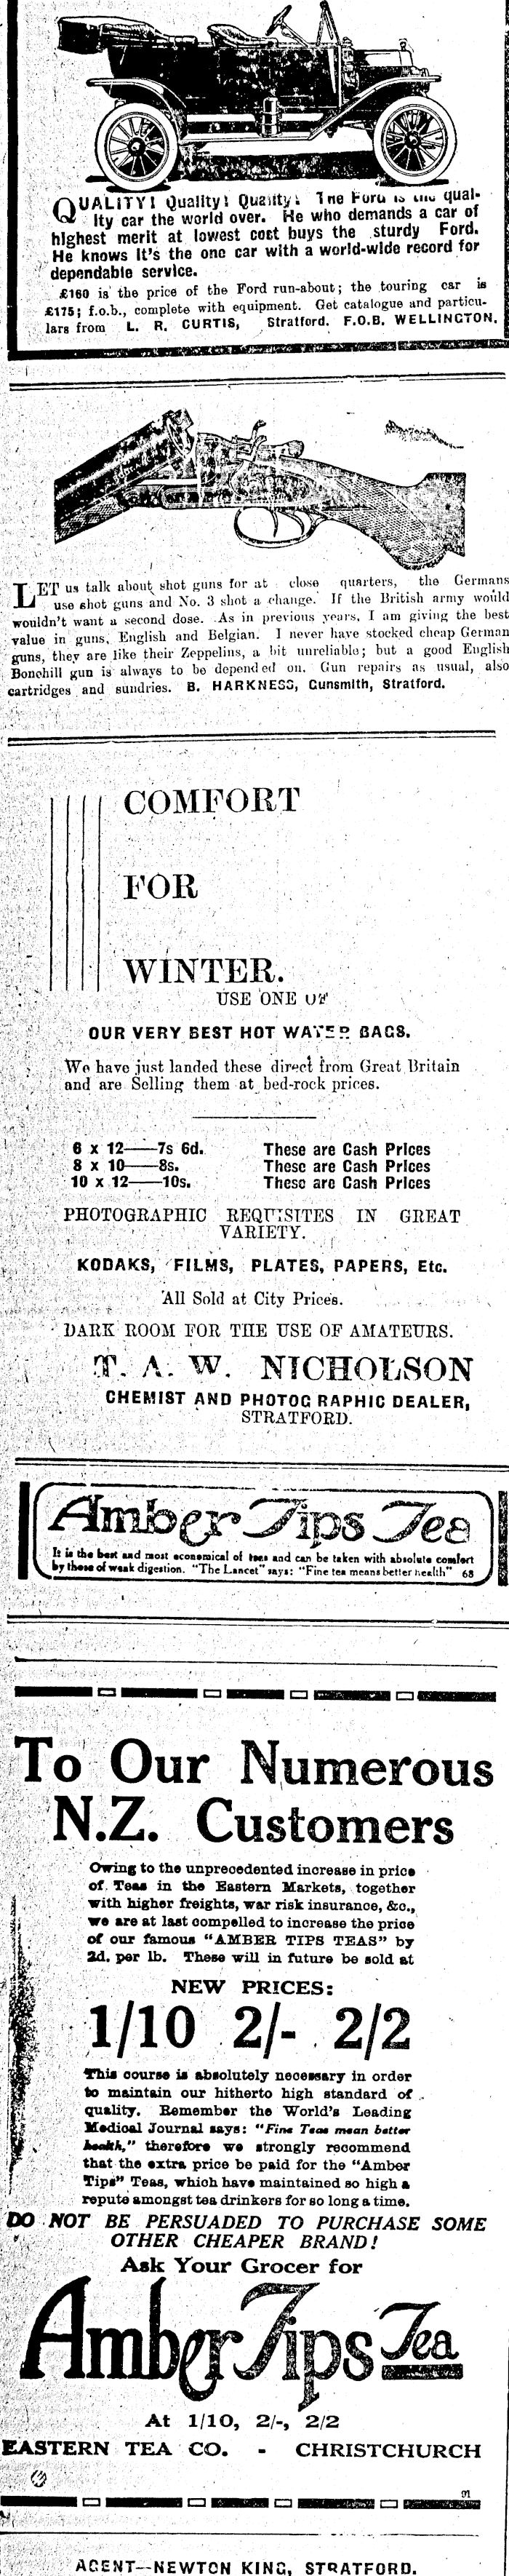 QUALITY! Quality! Quality! The Ford is the qual-
ity car the world over. He who demands a car of
highest merit at lowest cost buys the sturdy Ford.
He knows it's the one car with a world-wide record for
dependable service.
£160 is the price of the Ford run-about; the touring car is
£175; f.o.b., complete with equipment. Get catalogue and particu-
lars from L. R. CURTIS, Stratford. F.O.B. WELLINGTON.
LET us talk about shot guns for at close quarters, the Germans
use shot guns and No. 3 shot a change. If the British army would
wouldn't want a second dose. As in previous years, I am giving the best
value in guns, English and Belgian. I never have stocked cheap German
guns, they are like their Zeppelins, a bit unreliable; but a good English
Bonehill gun is always to be depended on. Gun repairs as usual, also
cartridges and sundries. B. HARKNESS, Gunsmith, Stratford.
COMFORT
FOR
WINTER.
USE ONE OF
OUR VERY BEST HOT WATER BAGS.
We have just landed these direct from Great Britain
and are Selling them at bed-rock prices.
6 x 12——7s 6d. These are Cash Prices
8 x 10——8s. These are Cash Prices
10 x 12——10s. These are Cash Prices
PHOTOGRAPHIC REQUISITES IN GREAT
VARIETY.
KODAKS, FILMS, PLATES, PAPERS, Etc.
All Sold at City Prices.
DARK ROOM FOR THE USE OF AMATEURS.
T. A. W. NICHOLSON
CHEMIST AND PHOTOG RAPHIC DEALER,
STRATFORD.
Amber Tips Tea
It is the best and most economical of teas and can be taken with absolute comfort
by those of weak digestion. "The Lancet" says: "Fine tea means better health" 68
To Our Numerous
N.Z. Customers
Owing to the unprecedented increase in price
of Teas in the Eastern Markets, together
with higher freights, war risk insurance, &c.,
we are at last compelled to increase the price
of our famous "AMBER TIPS TEAS" by
2d. per lb. These will in future be sold at
NEW PRICES:
1/10 2/- 2/2
This course is absolutely necessary in order
to maintain our hitherto high standard of
quality. Remember the World's Leading
Medical Journal says: "Fine Teas mean better
health," therefore we strongly recommend
that the extra price be paid for the "Amber
Tips" Teas, which have maintained so high a
repute amongst tea drinkers for so long a time.
DO NOT BE PERSUADED TO PURCHASE SOME
OTHER CHEAPER BRAND!
Ask Your Grocer for
Amber Tips Tea
At 1/10, 2/-, 2/2
EASTERN TEA CO. - CHRISTCHURCH
91
AGENT—NEWTON KING, STRATFORD.